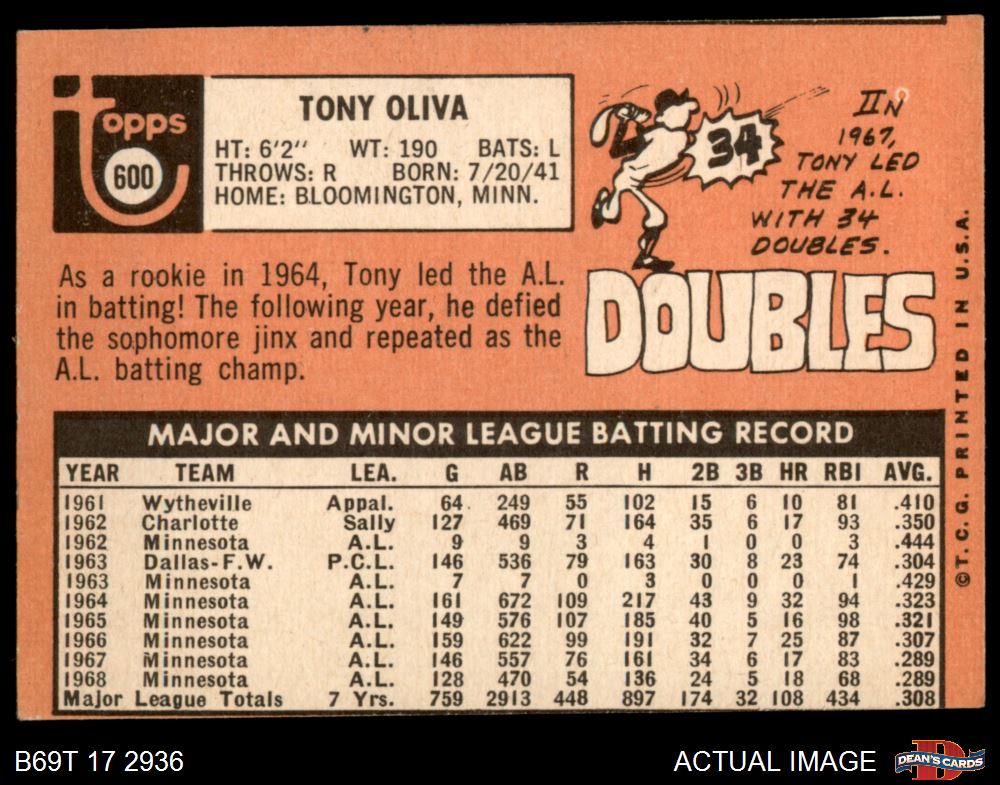 Topps
600
TONY OLIVA
HT: 6'2" WT: 190 BATS: L
THROWS: R BORN: 7/20/41
HOME: BLOOMINGTON, MINN.
34
IN
1967,
TONY LED
THE A.L.
WITH 34
DOUBLES.
DOUBLES
As a rookie in 1964, Tony led the A.L.
in batting! The following year, he defied
the sophomore jinx and repeated as the
A.L. batting champ.
MAJOR AND MINOR LEAGUE BATTING RECORD
YEAR TEAM LEA. G AB R H 2B 3B HR RBI AVG.
1961 Wytheville Appal. 64 249 55 102 15 6 10 81 .410
1962 Charlotte Sally 127 469 71 164 35 6 17 93 .350
1962 Minnesota A.L. 9 9 3 4 1 0 0 3 .444
1963 Dallas-F.W. P.C.L. 146 536 79 163 30 8 23 74 .304
1963 Minnesota A.L. 7 7 0 3 0 0 0 1 .429
1964 Minnesota A.L. 161 672 109 217 43 9 32 94 .323
1965 Minnesota A.L. 149 576 107 185 40 5 16 98 .321
1966 Minnesota A.L. 159 622 99 191 32 7 25 87 .307
1967 Minnesota A.L. 146 557 76 161 34 6 17 83 .289
1968 Minnesota A.L. 128 470 54 136 24 5 18 68 .289
Major League Totals 7 Yrs. 759 2913 448 897 174 32 108 434 .308
©T.C.G. PRINTED IN U.S.A.
B69T 17 2936
ACTUAL IMAGE
DEAN'S CARDS